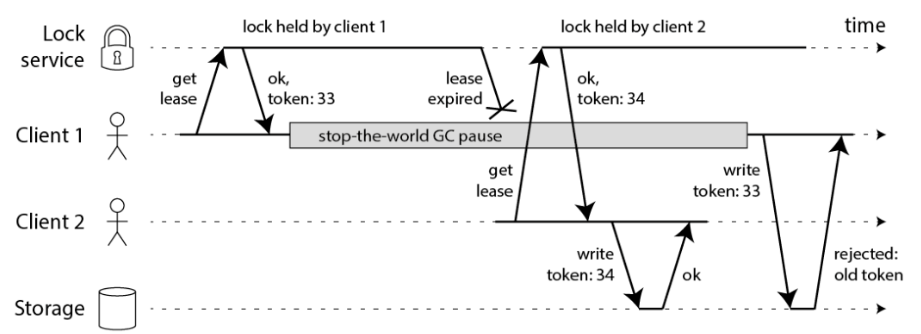 lock held by client 1
lock held by client 2
time
Lock
service
get
lease
ok,
token: 33
lease
expired
ok,
token: 34
Client 1
stop-the-world GC pause
get
lease
write
token: 33
Client 2
write
token: 34
ok
rejected:
old token
Storage